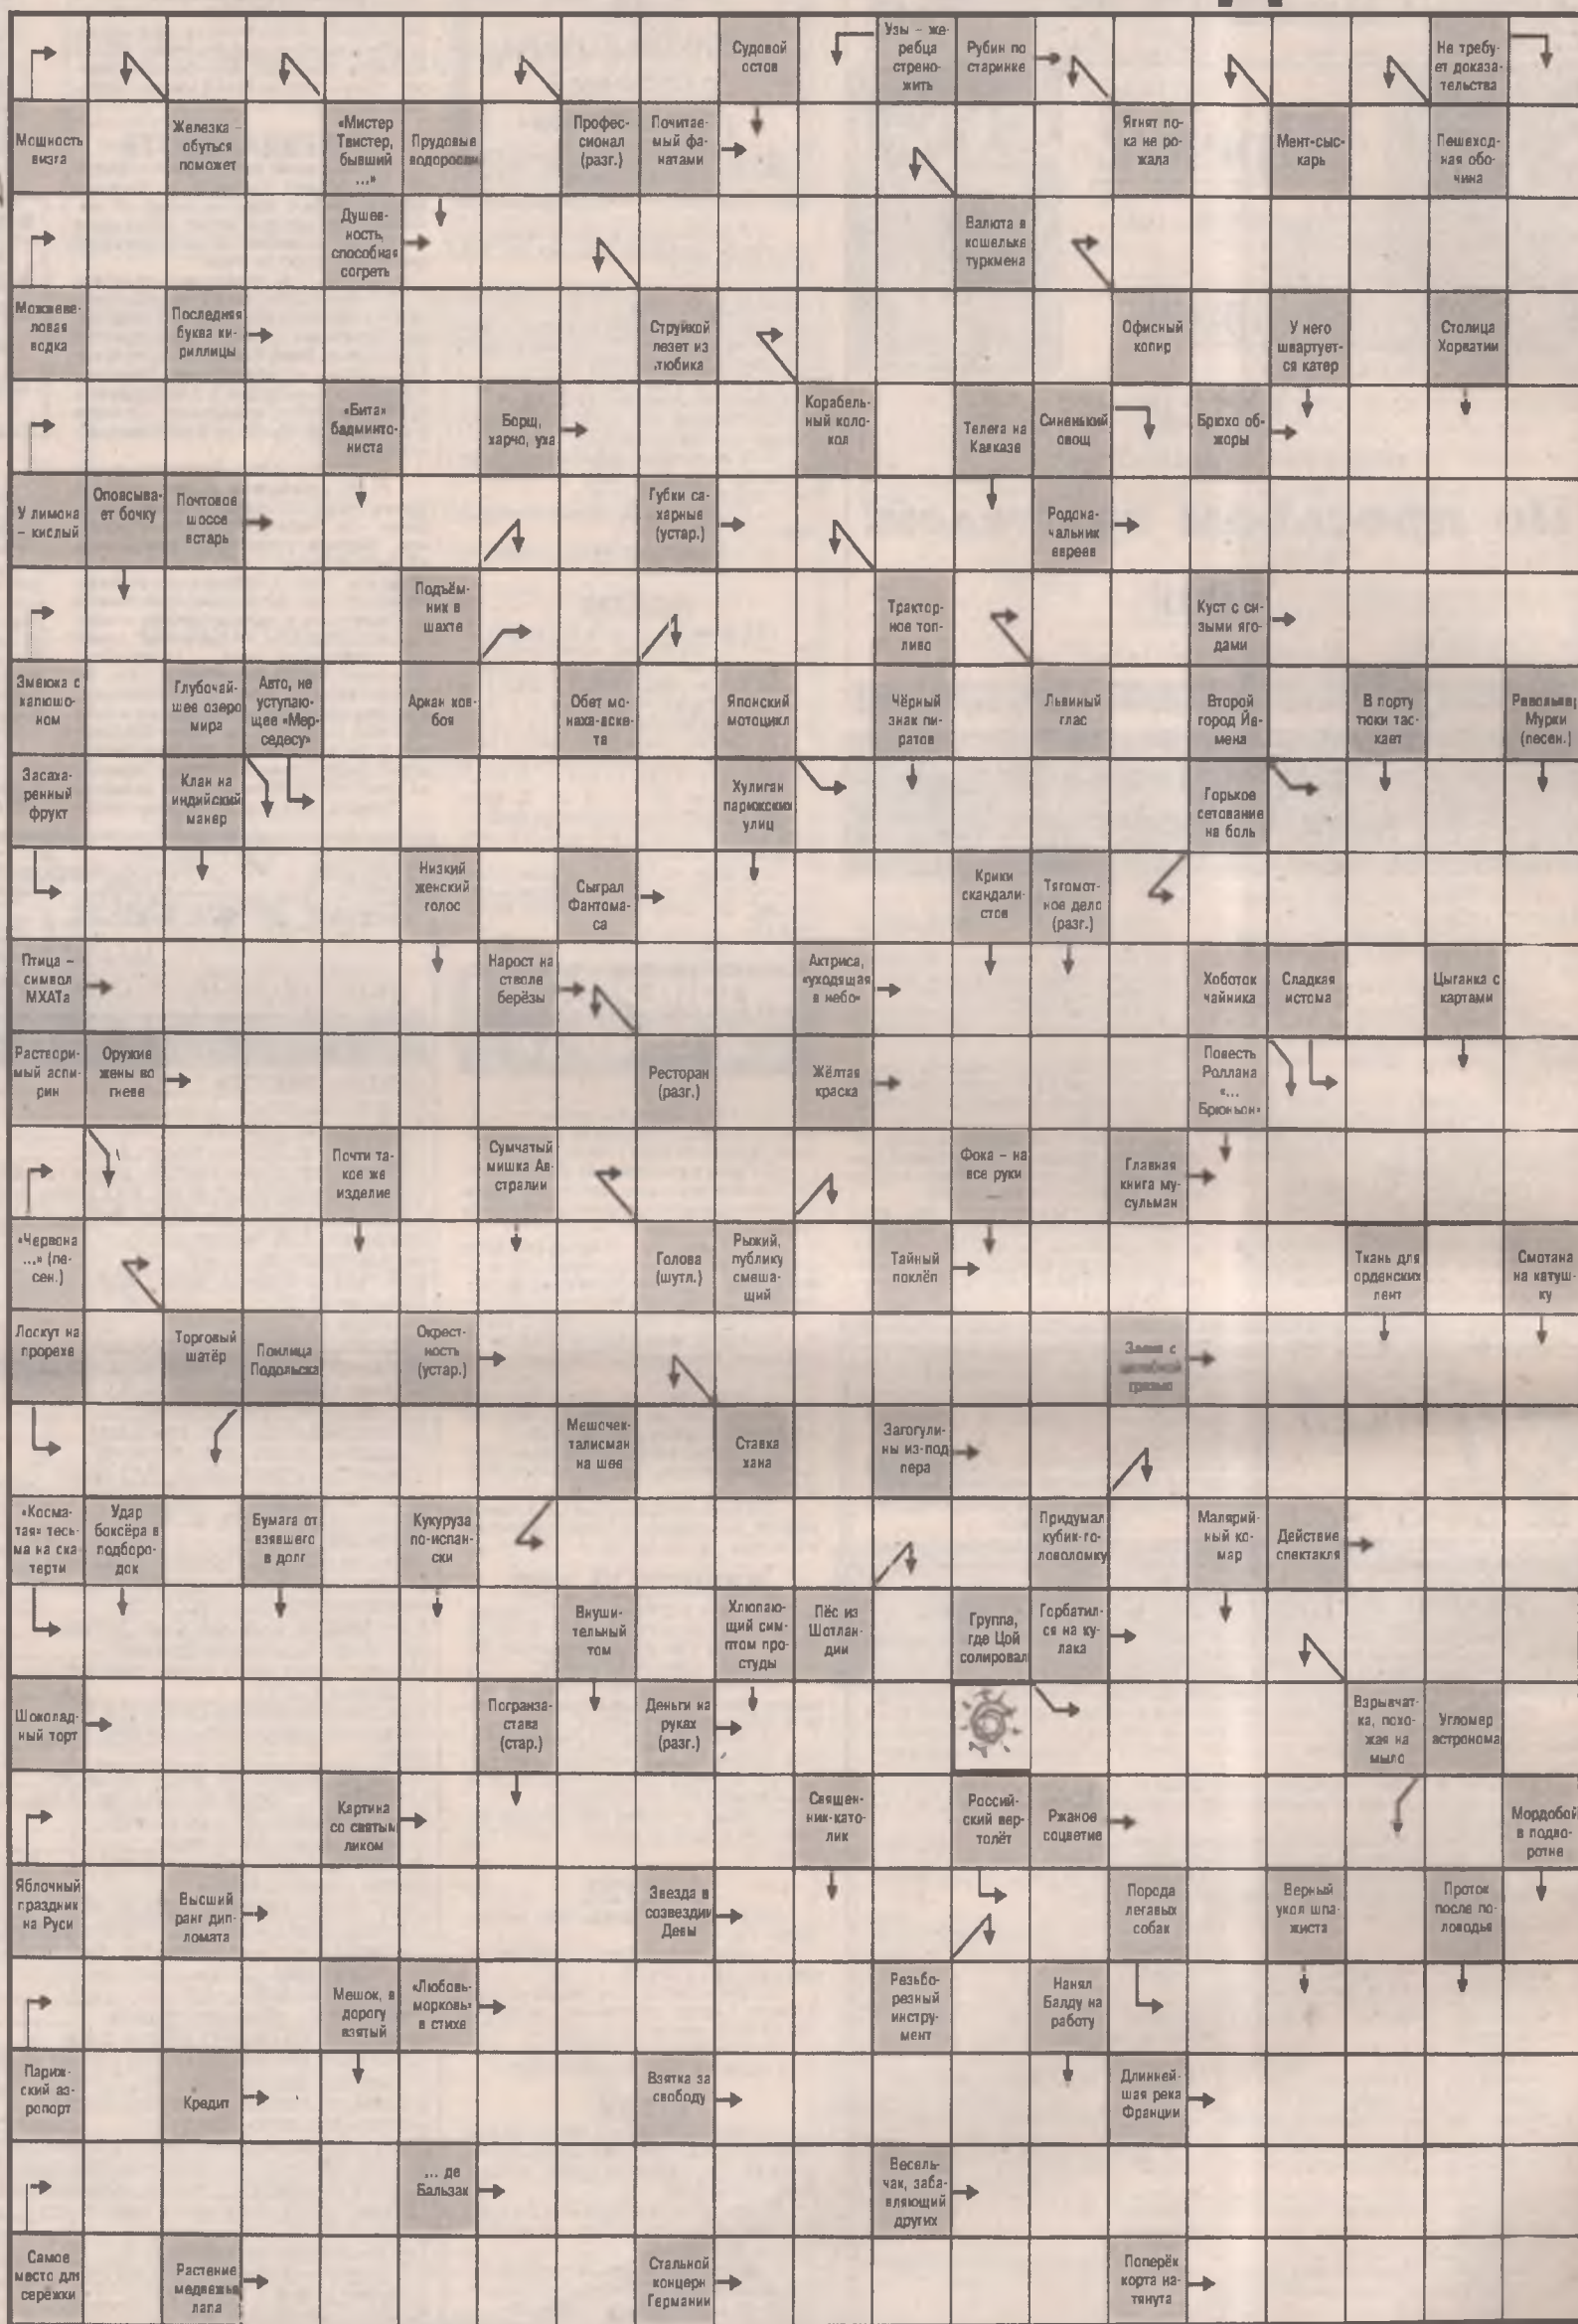 Судовой
остов
Узы – же-
ребца
стрено-
жить
Рубин по
старинке
Не требу-
ет доказа-
тельства
Мощность
визга
Железка –
обуться
поможет
«Мистер
Твистер,
бывший
...»
Прудовые
водоросли
Профес-
сионал
(разг.)
Почитае-
мый фа-
натами
Ягнят по-
ка не ро-
жала
Мент-сыс-
карь
Пешеход-
ная обо-
чина
Душев-
ность,
способная
согреть
Валюта в
кошельке
туркмена
Можжеве-
ловая
водка
Последняя
буква ки-
риллицы
Струйкой
лезет из
тюбика
Офисный
копир
У него
швартует-
ся катер
Столица
Хорватии
«Бита»
бадминто-
ниста
Борщ,
харчо, уха
Корабель-
ный коло-
кол
Телега на
Кавказе
Синенький
овощ
Брюхо об-
жоры
У лимона
– кислый
Опоясыва-
ет бочку
Почтовое
шоссе
встарь
Губки са-
харные
(устар.)
Родона-
чальник
евреев
Подъём-
ник в
шахте
Трактор-
ное топ-
ливо
Куст с си-
зыми яго-
дами
Змеюка с
капюшо-
ном
Глубочай-
шее озеро
мира
Авто, не
уступаю-
щее «Мер-
седесу»
Аркан ков-
боя
Обет мо-
наха-аске-
та
Японский
мотоцикл
Чёрный
знак пи-
ратов
Львиный
глас
Второй
город Йе-
мена
В порту
тюки тас-
кает
Мурки
(песен.)
Засаха-
ренный
фрукт
Клан на
индийский
манер
Хулиган
парижских
улиц
Горькое
сетование
на боль
Низкий
женский
голос
Сыграл
Фантома-
са
Крики
скандали-
стов
Тягомот-
ное дело
(разг.)
Птица –
символ
МХАТа
Нарост на
стволе
берёзы
Актриса,
«уходящая
в небо»
Хоботок
чайника
Сладкая
истома
Цыганка с
картами
Раствори-
мый аспи-
рин
Оружие
жены во
гневе
Ресторан
(разг.)
Жёлтая
краска
Повесть
Роллана
«...
Брюньон»
Почти та-
кое же
изделие
Сумчатый
мишка Ав-
стралии
Фока – на
все руки
Главная
книга му-
сульман
«Червона
...» (пе-
сен.)
Голова
(шутл.)
Рыжий,
публику
смеша-
щий
Тайный
поклёп
Ткань для
орденских
лент
Смотана
на катуш-
ку
Лоскут на
прорехе
Торговый
шатёр
Поилица
Подольска
Окрест-
ность
(устар.)
Залив с
целебной
грязью
Мешочек-
талисман
на шее
Ставка
хана
Загогули-
ны из-под
пера
«Косма-
тая» тесь-
ма на ска-
терти
Удар
боксёра в
подборо-
док
Бумага от
взявшего
в долг
Кукуруза
по-испан-
ски
Придумал
кубик-го-
ловоломку
Малярий-
ный ко-
мар
Действие
спектакля
Внуши-
тельный
том
Хлюпаю-
щий сим-
птом про-
студы
Пёс из
Шотлан-
дии
Группа,
где Цой
солировал
Горбатил-
ся на ку-
лака
Шоколад-
ный торт
Погранза-
става
(стар.)
Деньги на
руках
(разг.)
Взрывчат-
ка, похо-
жая на
мыло
Угломер
астронома
Картина
со святым
ликом
Священ-
ник-като-
лик
Россий-
ский вер-
толёт
Ржаное
соцветие
Мордобой
в подво-
ротне
Яблочный
праздник
на Руси
Высший
ранг дип-
ломата
Звезда в
созвездии
Девы
Порода
легавых
собак
Верный
укол шпа-
жиста
Проток
после по-
ловодья
Мешок, в
дорогу
взятый
«Любовь-
морковь»
в стихе
Резьбо-
резный
инстру-
мент
Нанял
Балду на
работу
Париж-
ский аэ-
ропорт
Кредит
Взятка за
свободу
Длинней-
шая река
Франции
... де
Бальзак
Весель-
чак, заба-
вляющий
других
Самое
место для
серёжки
Растение
медвежья
лапа
Стальной
концерн
Германии
Поперёк
корта на-
тянута